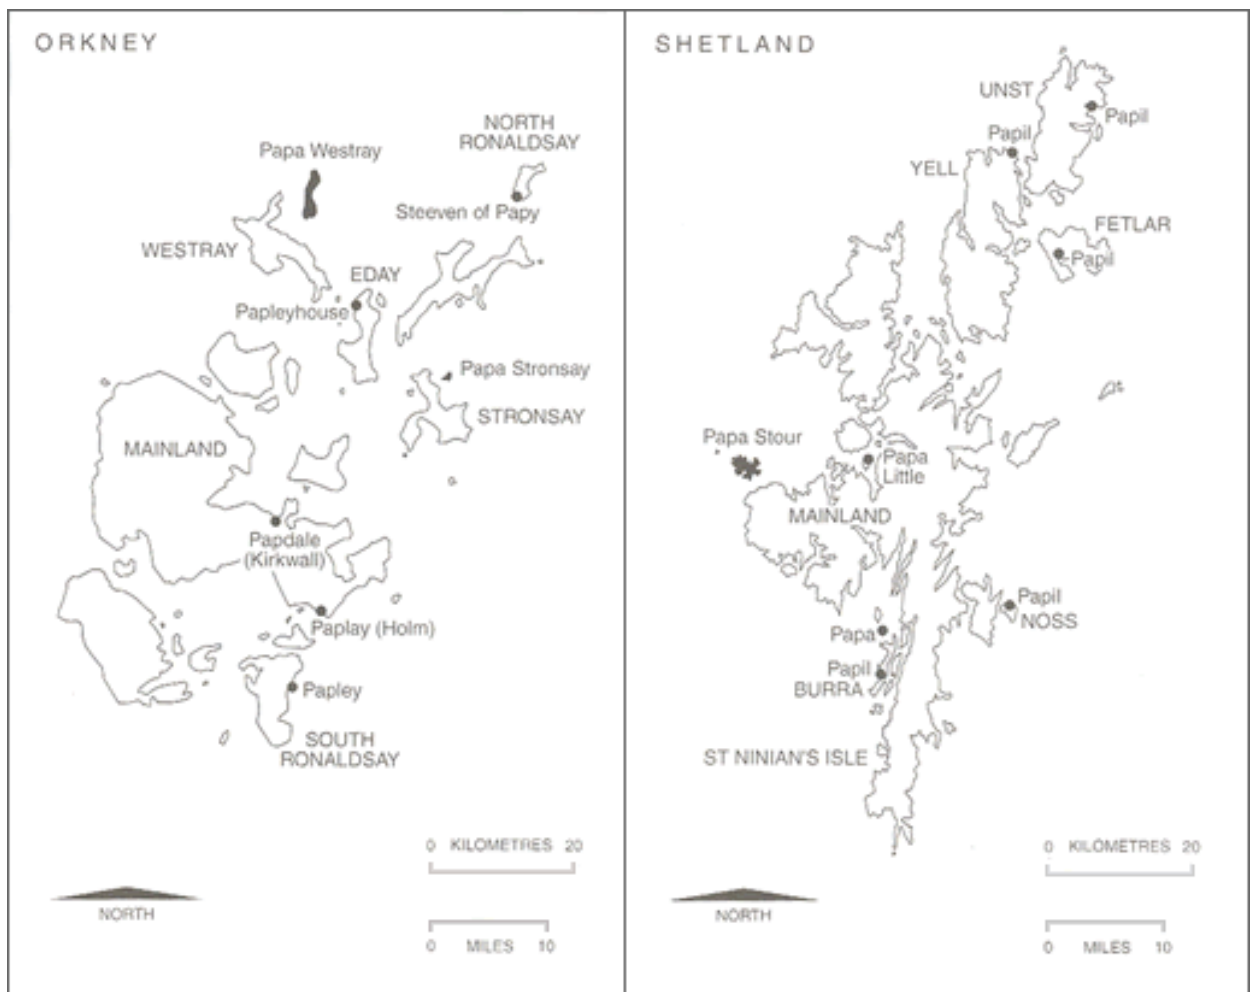 ORKNEY
NORTH
RONALDSAY
Papa Westray
Steeven of Papy
WESTRAY
EDAY
Papleyhouse
Papa Stronsay
STRONSAY
MAINLAND
Papdale
(Kirkwall)
Paplay (Holm)
Papley
SOUTH
RONALDSAY
0 KILOMETRES 20
NORTH
0 MILES 10
SHETLAND
UNST
Papil
Papil
YELL
FETLAR
Papil
Papa Stour
Papa
Little
MAINLAND
Papil
NOSS
Papa
Papil
BURRA
ST NINIAN'S ISLE
0 KILOMETRES 20
NORTH
0 MILES 10